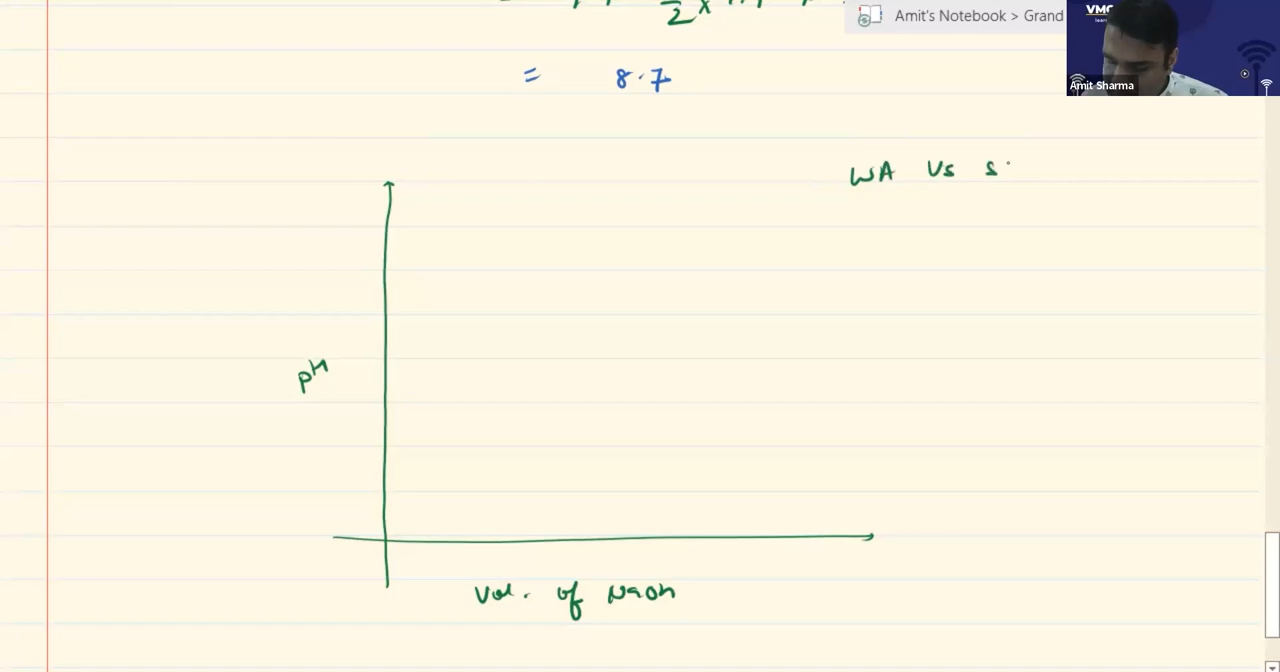 Amit's Notebook > Grand
VMC
Amit Sharma
= 8.7
WA Vs S
pH
Vol. of NaOH